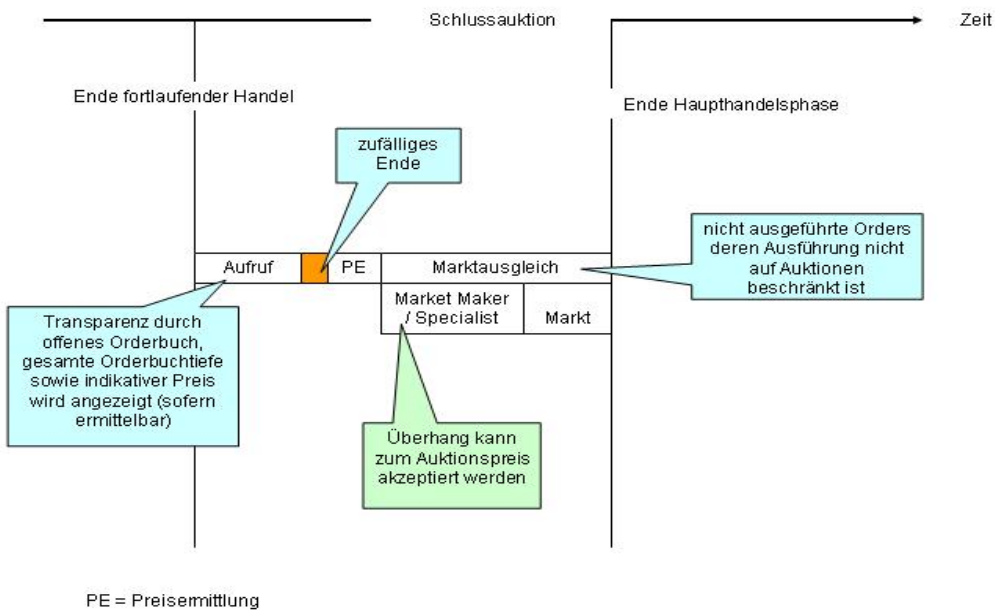 Schlussauktion
Zeit
Ende fortlaufender Handel
Ende Haupthandelsphase
zufälliges
Ende
nicht ausgeführte Orders
deren Ausführung nicht
auf Auktionen
beschränkt ist
Aufruf
PE
Marktausgleich
Market Maker
/ Specialist
Markt
Transparenz durch
offenes Orderbuch,
gesamte Orderbuchtiefe
sowie indikativer Preis
wird angezeigt (sofern
ermittelbar)
Überhang kann
zum Auktionspreis
akzeptiert werden
PE = Preisermittlung